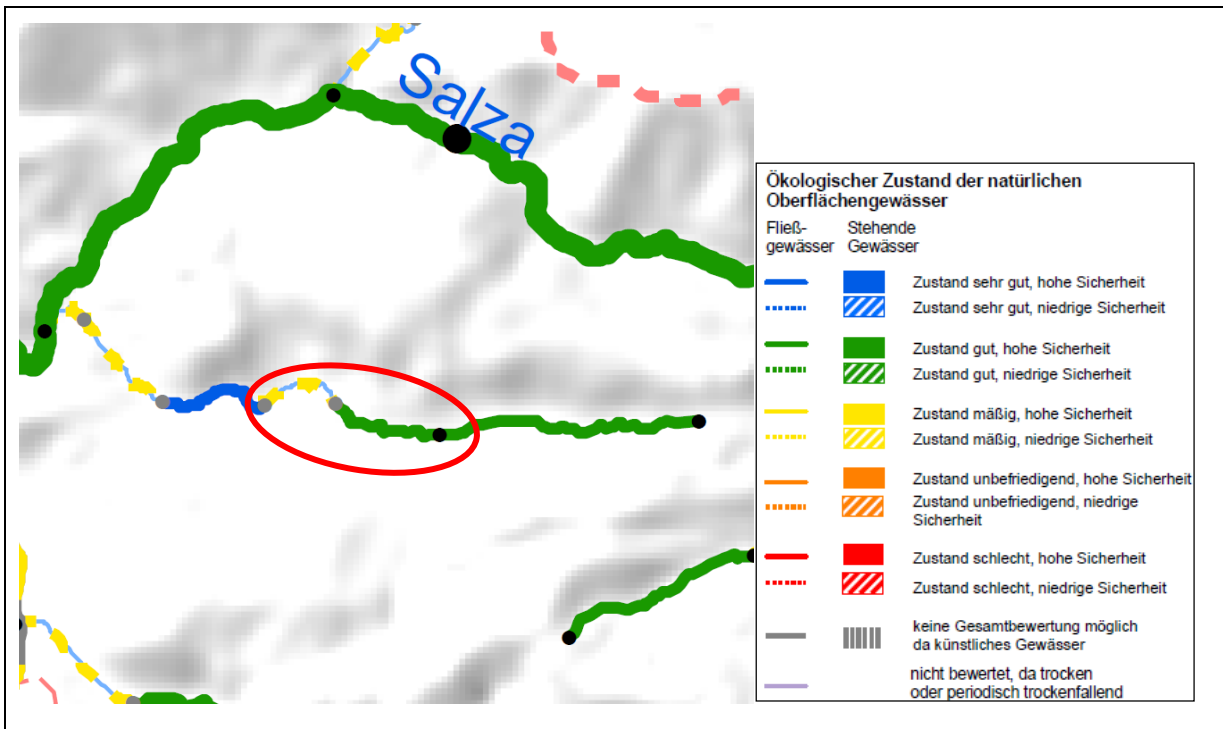 Salza
Ökologischer Zustand der natürlichen
Oberflächengewässer
Fließ- Stehende
gewässer Gewässer
Zustand sehr gut, hohe Sicherheit
Zustand sehr gut, niedrige Sicherheit
Zustand gut, hohe Sicherheit
Zustand gut, niedrige Sicherheit
Zustand mäßig, hohe Sicherheit
Zustand mäßig, niedrige Sicherheit
Zustand unbefriedigend, hohe Sicherheit
Zustand unbefriedigend, niedrige
Sicherheit
Zustand schlecht, hohe Sicherheit
Zustand schlecht, niedrige Sicherheit
keine Gesamtbewertung möglich
da künstliches Gewässer
nicht bewertet, da trocken
oder periodisch trockenfallend